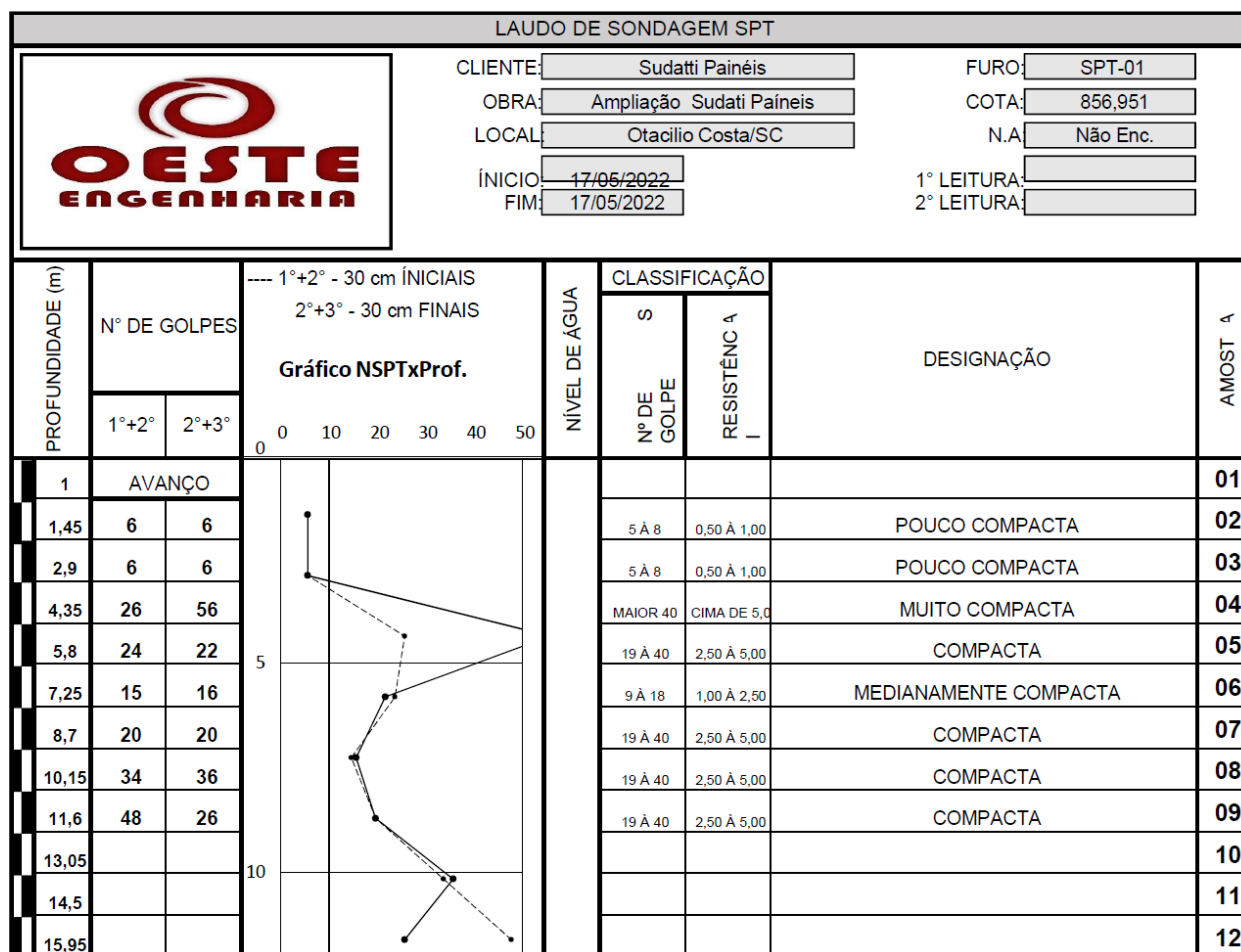 LAUDO DE SONDAGEM SPT
OESTE
ENGENHARIA
CLIENTE: Sudatti Painéis
OBRA: Ampliação Sudati Paíneis
LOCAL: Otacilio Costa/SC
ÍNICIO: 17/05/2022
FIM: 17/05/2022
FURO: SPT-01
COTA: 856,951
N.A Não Enc.
1° LEITURA:
2° LEITURA:
PROFUNDIDADE (m)
N° DE GOLPES
1°+2° 2°+3°
---- 1°+2° - 30 cm ÍNICIAIS
2°+3° - 30 cm FINAIS
Gráfico NSPTxProf.
0 10 20 30 40 50
0
5
10
NÍVEL DE ÁGUA
CLASSIFICAÇÃO
Nº DE GOLPE S
RESISTÊNC A I
DESIGNAÇÃO
AMOST A
1 AVANÇO 01
1,45 6 6 5 À 8 0,50 À 1,00 POUCO COMPACTA 02
2,9 6 6 5 À 8 0,50 À 1,00 POUCO COMPACTA 03
4,35 26 56 MAIOR 40 CIMA DE 5,0 MUITO COMPACTA 04
5,8 24 22 19 À 40 2,50 À 5,00 COMPACTA 05
7,25 15 16 9 À 18 1,00 À 2,50 MEDIANAMENTE COMPACTA 06
8,7 20 20 19 À 40 2,50 À 5,00 COMPACTA 07
10,15 34 36 19 À 40 2,50 À 5,00 COMPACTA 08
11,6 48 26 19 À 40 2,50 À 5,00 COMPACTA 09
13,05 10
14,5 11
15,95 12